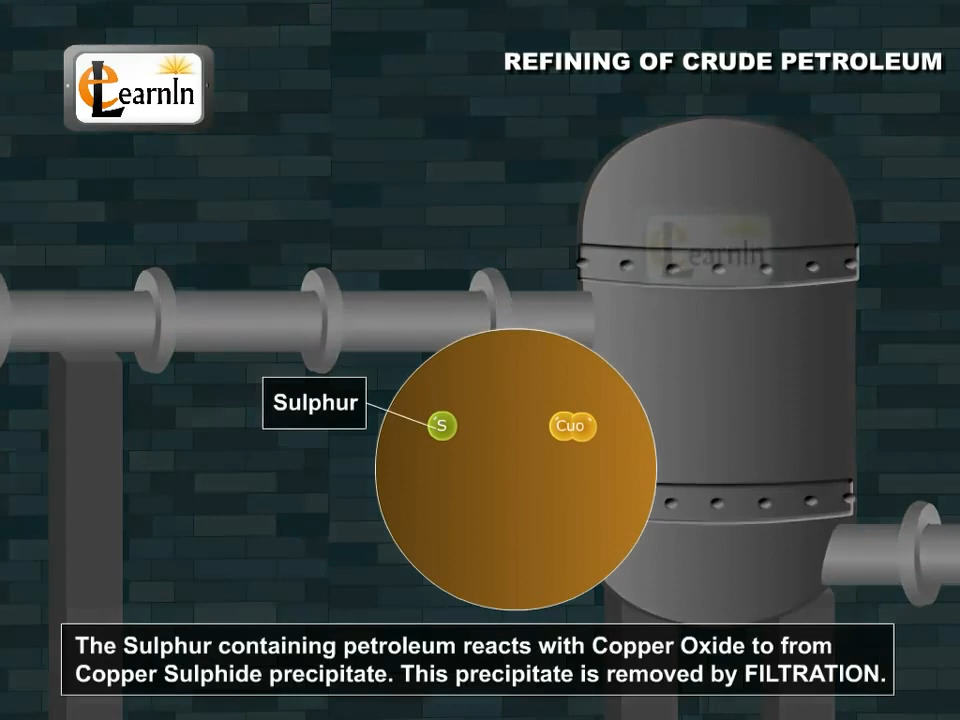 eLearnIn
REFINING OF CRUDE PETROLEUM
eLearnIn
Sulphur
S
Cuo
The Sulphur containing petroleum reacts with Copper Oxide to from
Copper Sulphide precipitate. This precipitate is removed by FILTRATION.